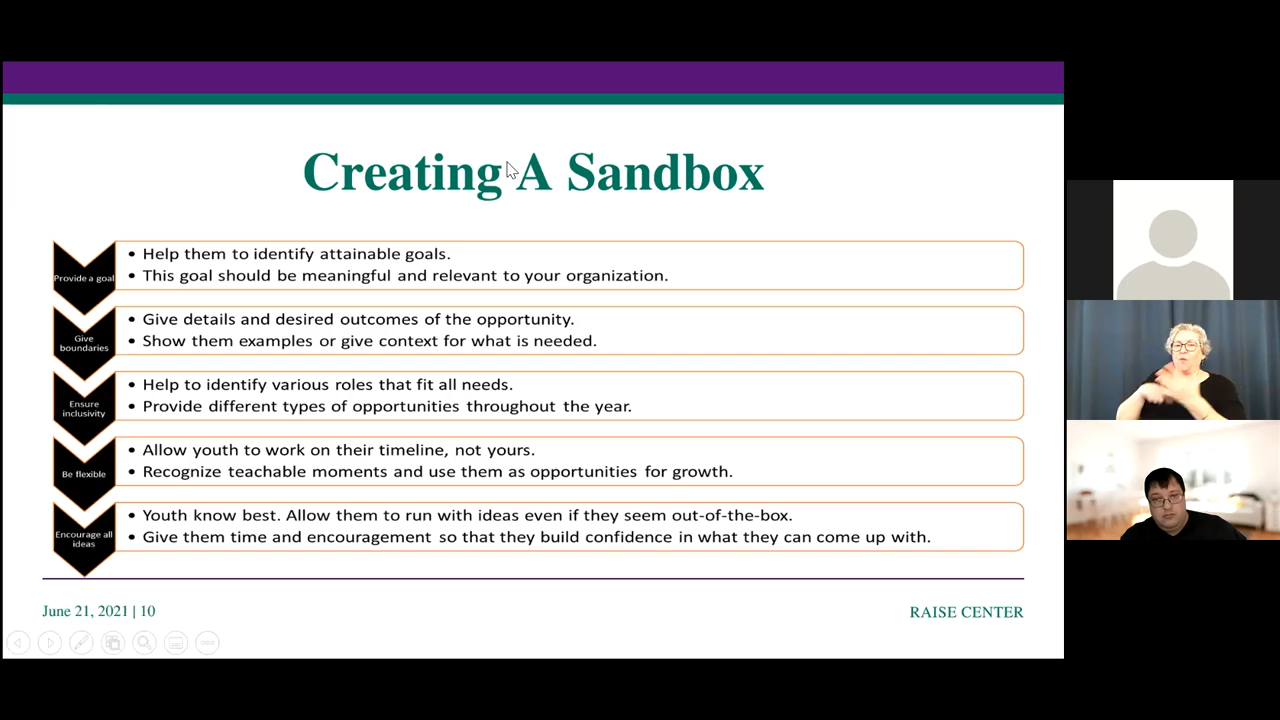 Creating A Sandbox
Provide a goal
• Help them to identify attainable goals.
• This goal should be meaningful and relevant to your organization.
Give
boundaries
• Give details and desired outcomes of the opportunity.
• Show them examples or give context for what is needed.
Ensure
inclusivity
• Help to identify various roles that fit all needs.
• Provide different types of opportunities throughout the year.
Be flexible
• Allow youth to work on their timeline, not yours.
• Recognize teachable moments and use them as opportunities for growth.
Encourage all
ideas
• Youth know best. Allow them to run with ideas even if they seem out-of-the-box.
• Give them time and encouragement so that they build confidence in what they can come up with.
June 21, 2021 | 10
RAISE CENTER